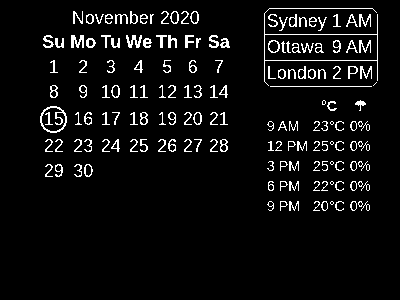 November 2020
Su Mo Tu We Th Fr Sa
1 2 3 4 5 6 7
8 9 10 11 12 13 14
15 16 17 18 19 20 21
22 23 24 25 26 27 28
29 30
Sydney 1 AM
Ottawa 9 AM
London 2 PM
°C ☂
9 AM 23°C 0%
12 PM 25°C 0%
3 PM 25°C 0%
6 PM 22°C 0%
9 PM 20°C 0%